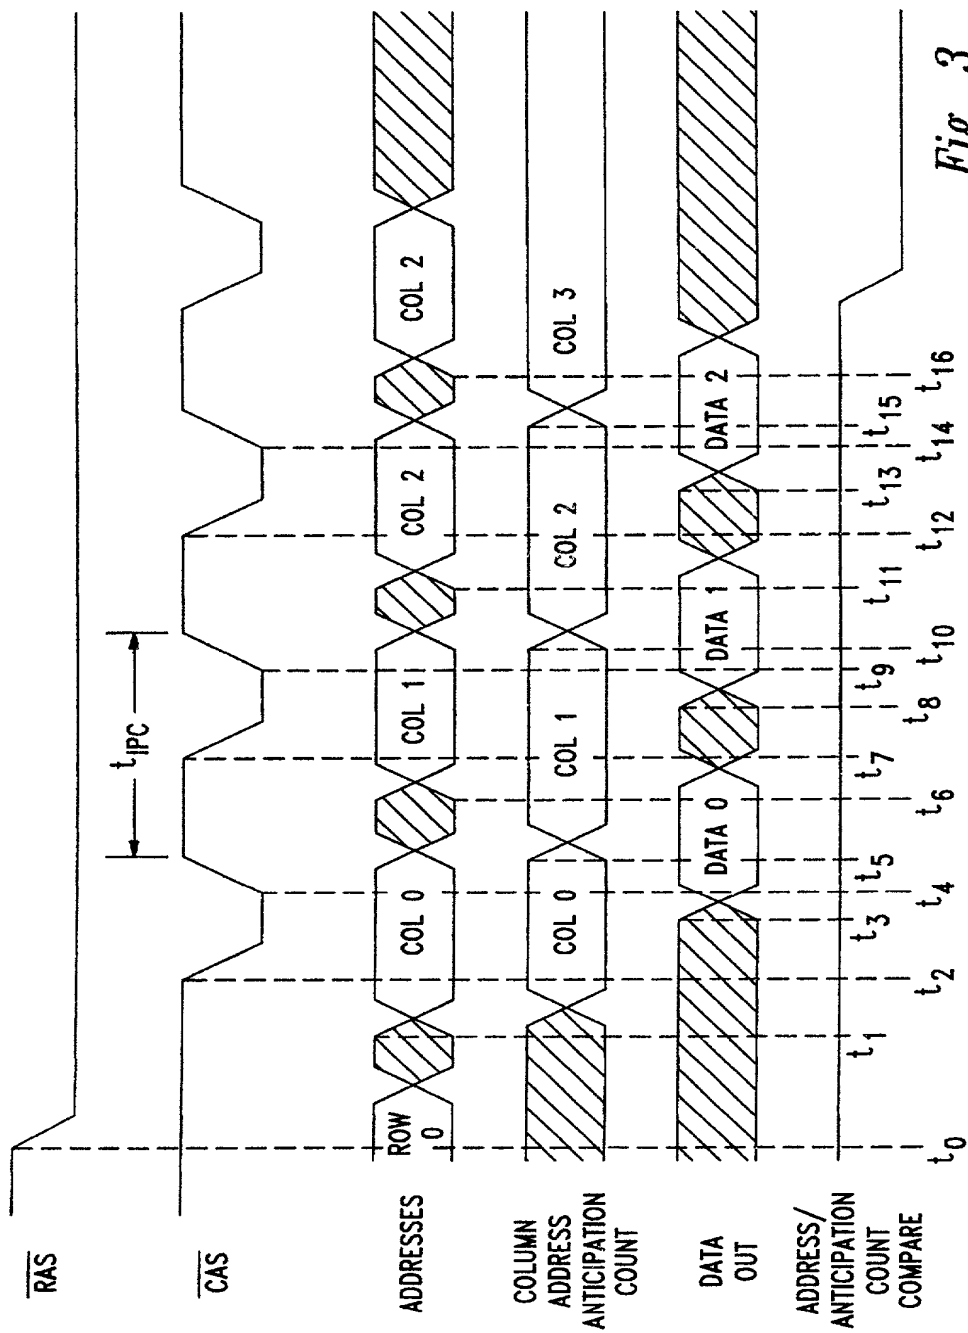 RAS
CAS
t_IPC
ADDRESSES
ROW
0
COL 0
COL 1
COL 2
COL 2
COLUMN
ADDRESS
ANTICIPATION
COUNT
COL 0
COL 1
COL 2
COL 3
DATA
OUT
DATA 0
DATA 1
DATA 2
ADDRESS/
ANTICIPATION
COUNT
COMPARE
t0
t1
t2
t3
t4
t5
t6
t7
t8
t9
t10
t11
t12
t13
t14
t15
t16
Fig. 3